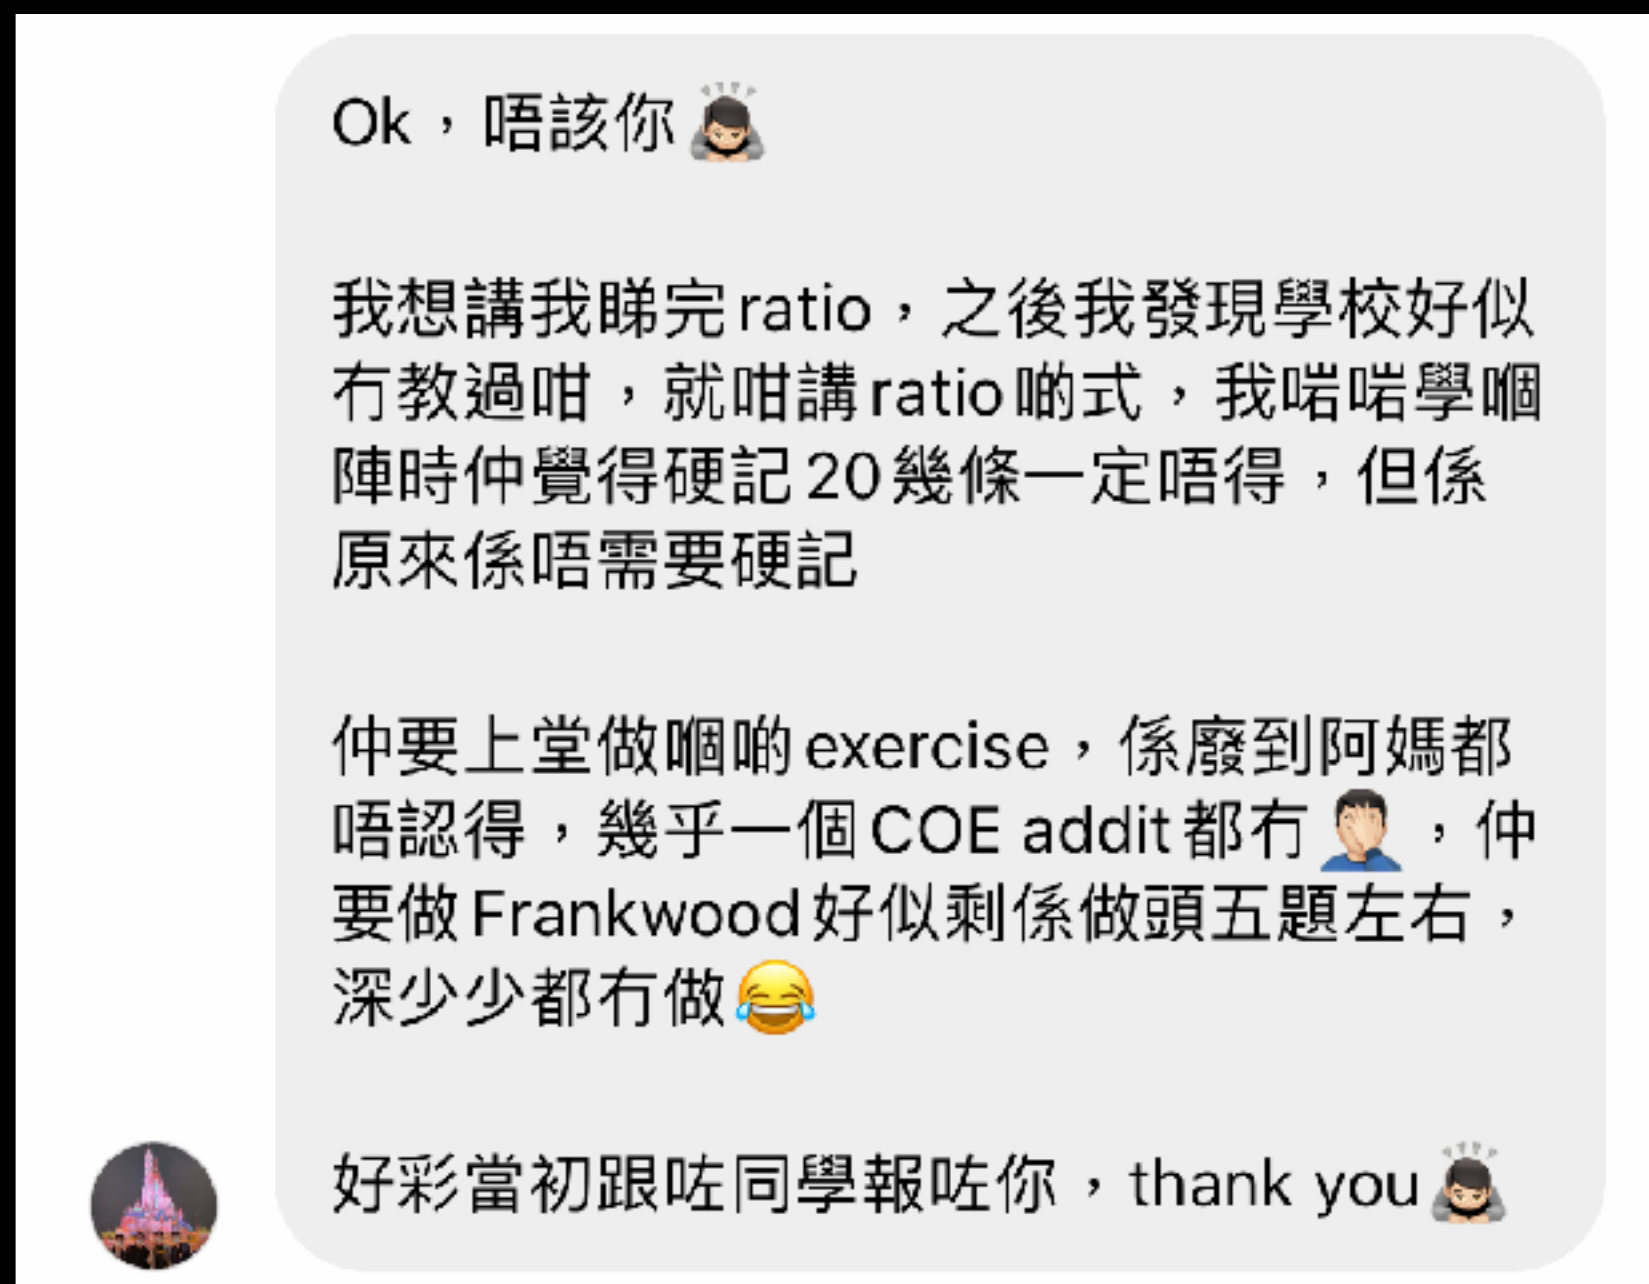 Ok，唔該你🙇🏻‍♂️
我想講我睇完ratio，之後我發現學校好似
冇教過咁，就咁講ratio啲式，我啱啱學嗰
陣時仲覺得硬記20幾條一定唔得，但係
原來係唔需要硬記
仲要上堂做嗰啲exercise，係廢到阿媽都
唔認得，幾乎一個COE addit都冇🤦🏻‍♂️，仲
要做Frankwood好似剩係做頭五題左右，
深少少都冇做😂
好彩當初跟咗同學報咗你，thank you🙇🏻‍♂️